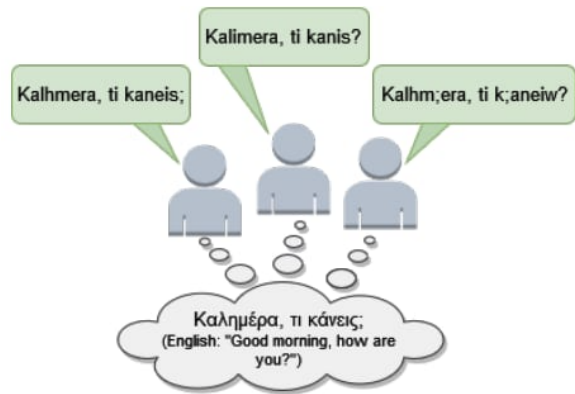 Kalimera, ti kanis?
Kalhmera, ti kaneis;
Kalhm;era, ti k;aneiw?
Καλημέρα, τι κάνεις;
(English: "Good morning, how are
you?")